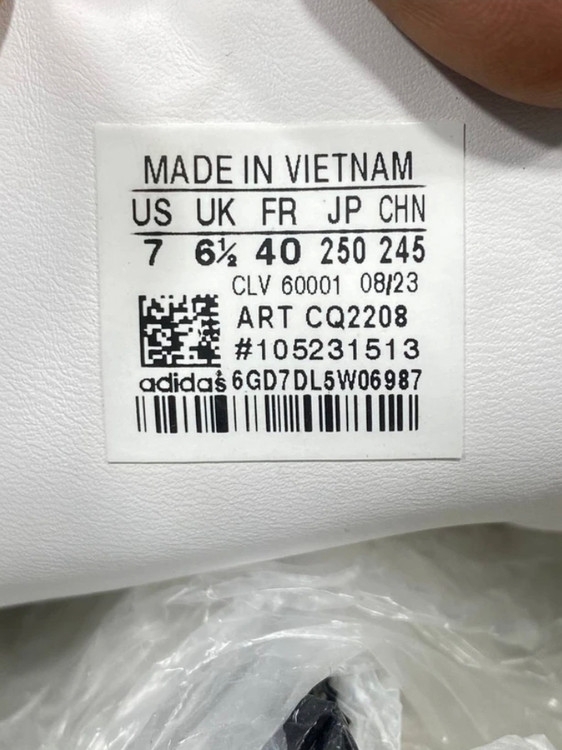 MADE IN VIETNAM
US UK FR JP CHN
7 6½ 40 250 245
CLV 60001 08/23
ART CQ2208
#105231513
adidas 6GD7DL5W06987